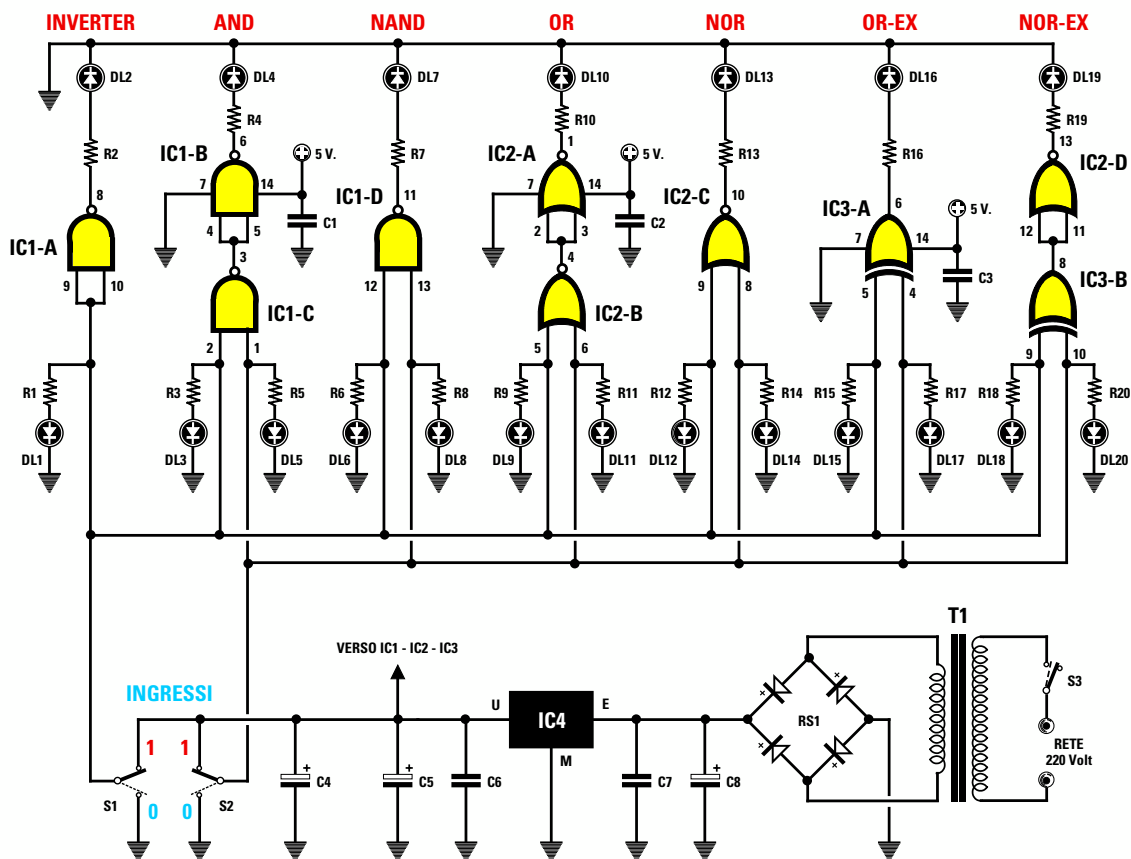 INVERTER AND NAND OR NOR OR-EX NOR-EX
DL2 DL4 DL7 DL10 DL13 DL16 DL19
R4 R10 R19
6 1 13
R2 IC1-B 5 V. R7 IC2-A 5 V. R13 R16 IC2-D
8 7 14 11 7 14 10 6
IC1-A C1 IC1-D C2 IC2-C IC3-A 5 V.
4 5 2 3 7 14 12 11
9 10 3 4 8
12 13 9 8 5 4 C3 IC3-B
IC1-C IC2-B
2 1 5 6 9 10
R1 R3 R5 R6 R8 R9 R11 R12 R14 R15 R17 R18 R20
DL1 DL3 DL5 DL6 DL8 DL9 DL11 DL12 DL14 DL15 DL17 DL18 DL20
T1
VERSO IC1 - IC2 - IC3
INGRESSI
S3
U IC4 E RS1
RETE
220 Volt
1 1
M
S1 0 0 S2
+ C4 + C5 C6 C7 + C8